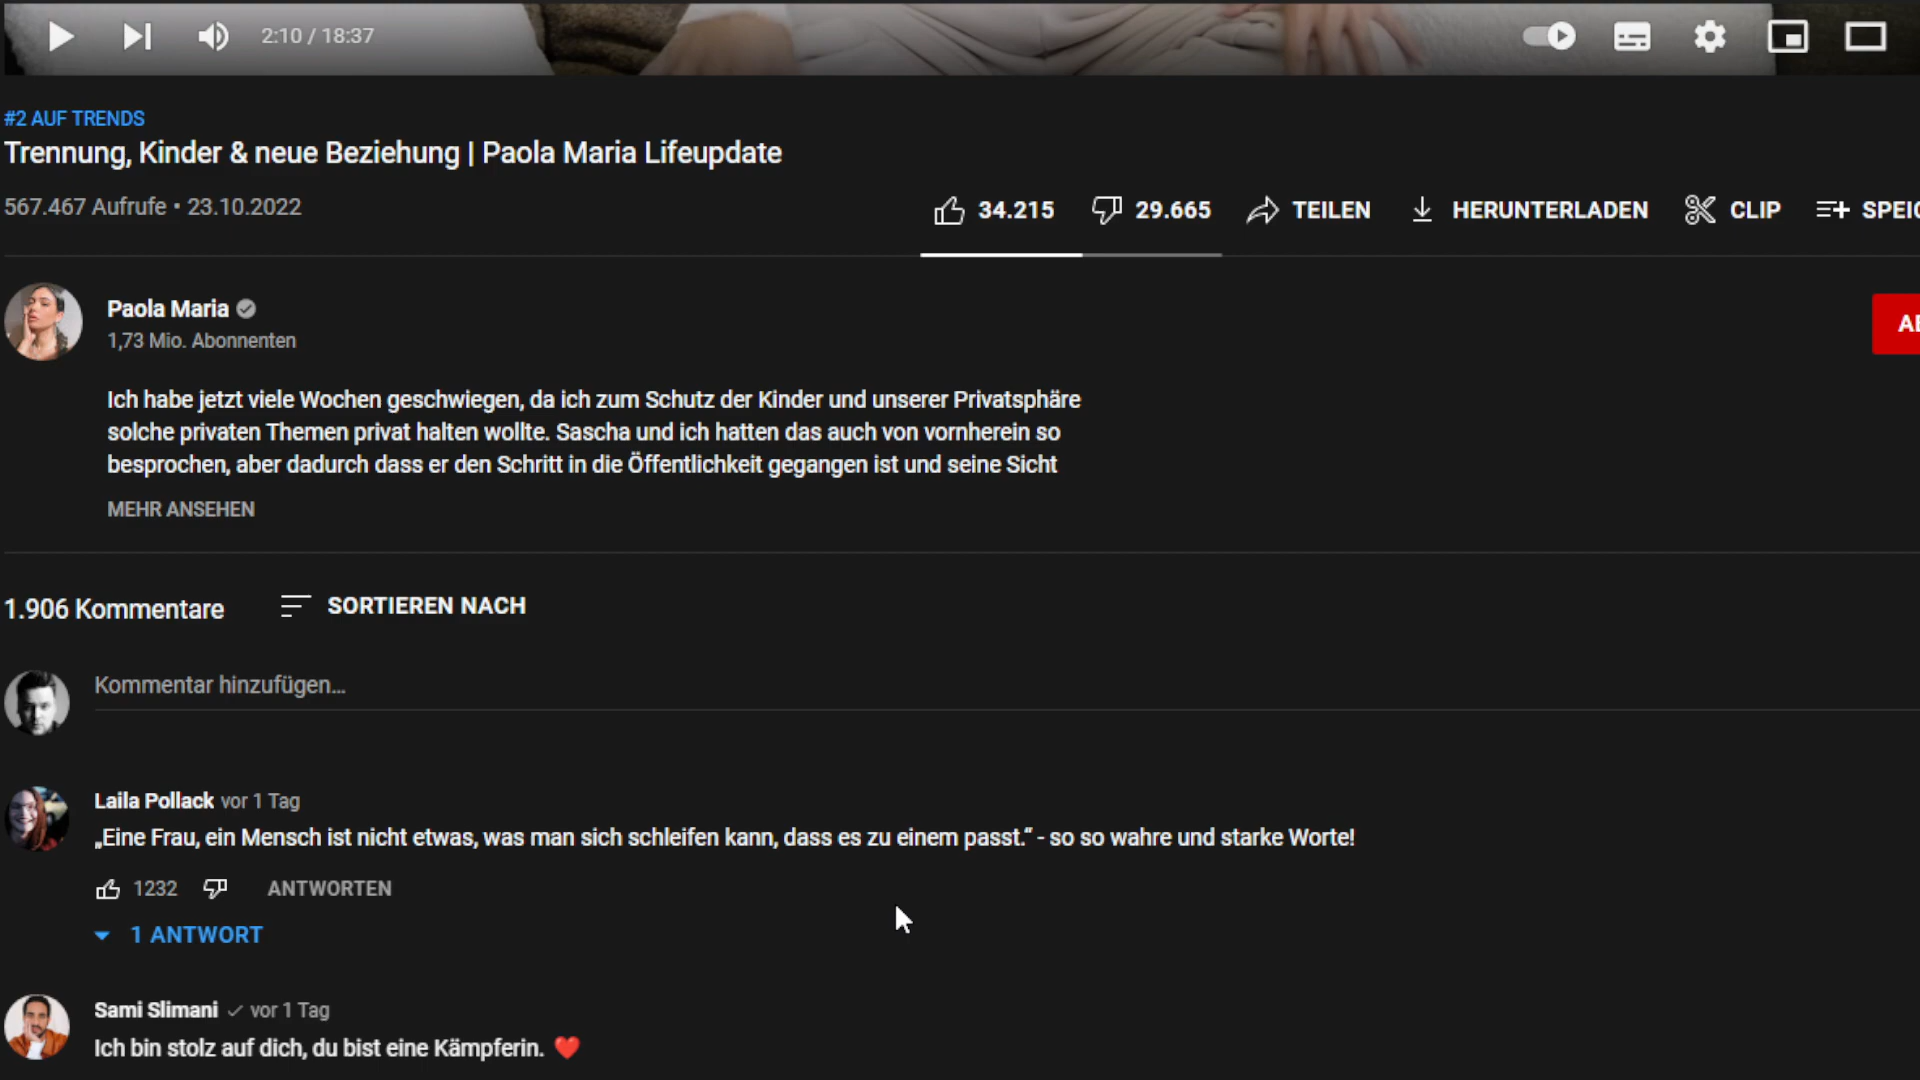 2:10 / 18:37
#2 AUF TRENDS
Trennung, Kinder & neue Beziehung | Paola Maria Lifeupdate
567.467 Aufrufe • 23.10.2022
34.215 29.665 TEILEN HERUNTERLADEN CLIP
Paola Maria
1,73 Mio. Abonnenten
Ich habe jetzt viele Wochen geschwiegen, da ich zum Schutz der Kinder und unserer Privatsphäre
solche privaten Themen privat halten wollte. Sascha und ich hatten das auch von vornherein so
besprochen, aber dadurch dass er den Schritt in die Öffentlichkeit gegangen ist und seine Sicht
MEHR ANSEHEN
1.906 Kommentare SORTIEREN NACH
Kommentar hinzufügen...
Laila Pollack vor 1 Tag
„Eine Frau, ein Mensch ist nicht etwas, was man sich schleifen kann, dass es zu einem passt.“ - so so wahre und starke Worte!
1232 ANTWORTEN
1 ANTWORT
Sami Slimani vor 1 Tag
Ich bin stolz auf dich, du bist eine Kämpferin. ❤️